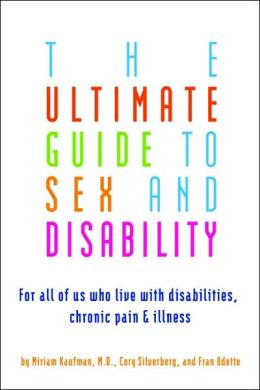 THE
ULTIMATE
GUIDE TO
SEX AND
DISABILITY
For all of us who live with disabilities,
chronic pain & illness
by Miriam Kaufman, M.D., Cory Silverberg, and Fran Odette